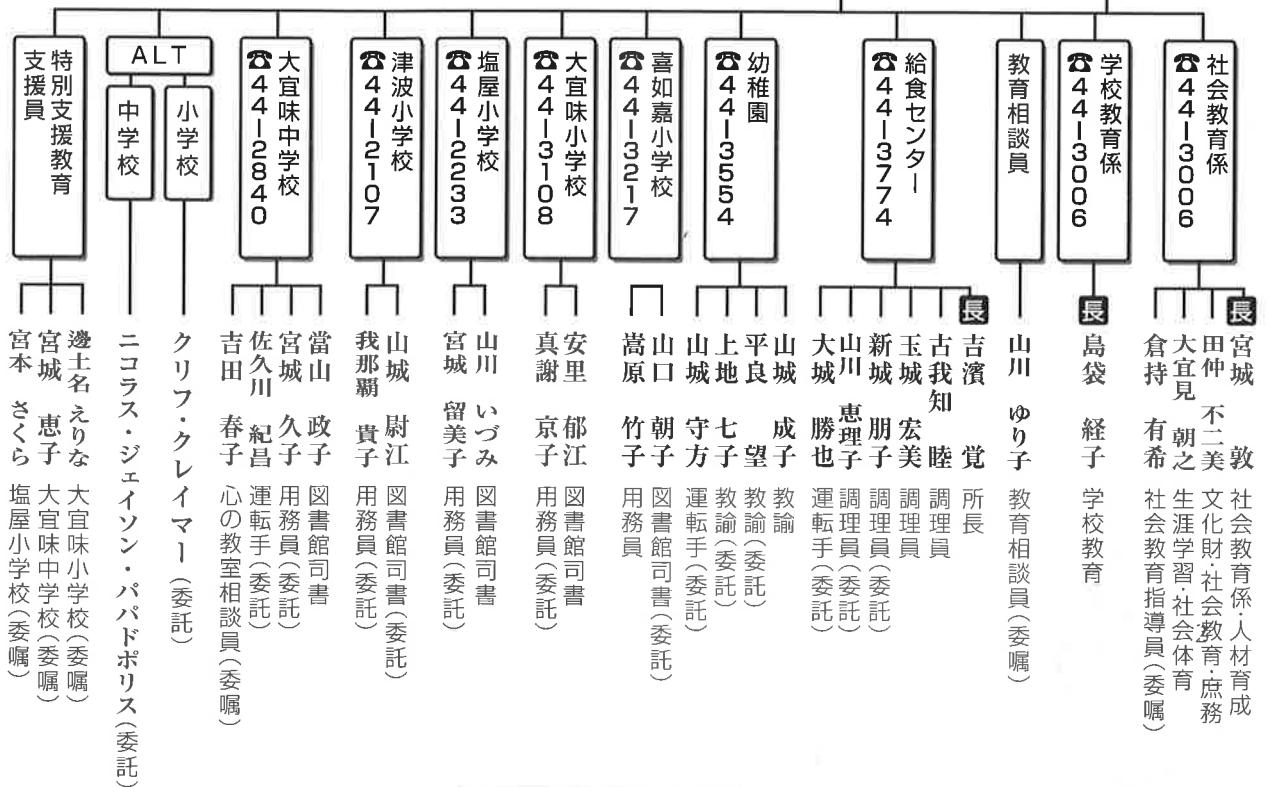 社会教育係
☎44-3006
長
宮城 敦 社会教育係・人材育成
田仲 不二美 文化財・社会教育・庶務
大宜見 朝之 生涯学習・社会体育
倉持 有希 社会教育指導員(委嘱)
学校教育係
☎44-3006
長
島袋 経子 学校教育
教育相談員
山川 ゆり子 教育相談員(委嘱)
給食センター
☎44-3774
長
吉濱 覚 所長
古我知 睦 調理員
玉城 宏美 調理員
新城 朋子 調理員(委託)
山川 恵理子 調理員(委託)
大城 勝也 運転手(委託)
幼稚園
☎44-3554
山城 成子 教諭
平良 望 教諭(委託)
上地 七子 教諭(委託)
山城 守方 運転手(委託)
喜如嘉小学校
☎44-3217
山口 朝子 図書館司書(委託)
嵩原 竹子 用務員
大宜味小学校
☎44-3108
安里 郁江 図書館司書
真謝 京子 用務員(委託)
塩屋小学校
☎44-2233
山川 いづみ 図書館司書
宮城 留美子 用務員(委託)
津波小学校
☎44-2107
山城 尉江 図書館司書(委託)
我那覇 貴子 用務員(委託)
大宜味中学校
☎44-2840
當山 政子 図書館司書
宮城 久子 用務員(委託)
佐久川 紀昌 運転手(委託)
吉田 春子 心の教室相談員(委嘱)
ALT
小学校
クリフ・クレイマー(委託)
中学校
ニコラス・ジェイソン・パパドポリス(委託)
特別支援教育
支援員
邊土名 えりな 大宜味小学校(委嘱)
宮城 恵子 大宜味中学校(委嘱)
宮本 さくら 塩屋小学校(委嘱)